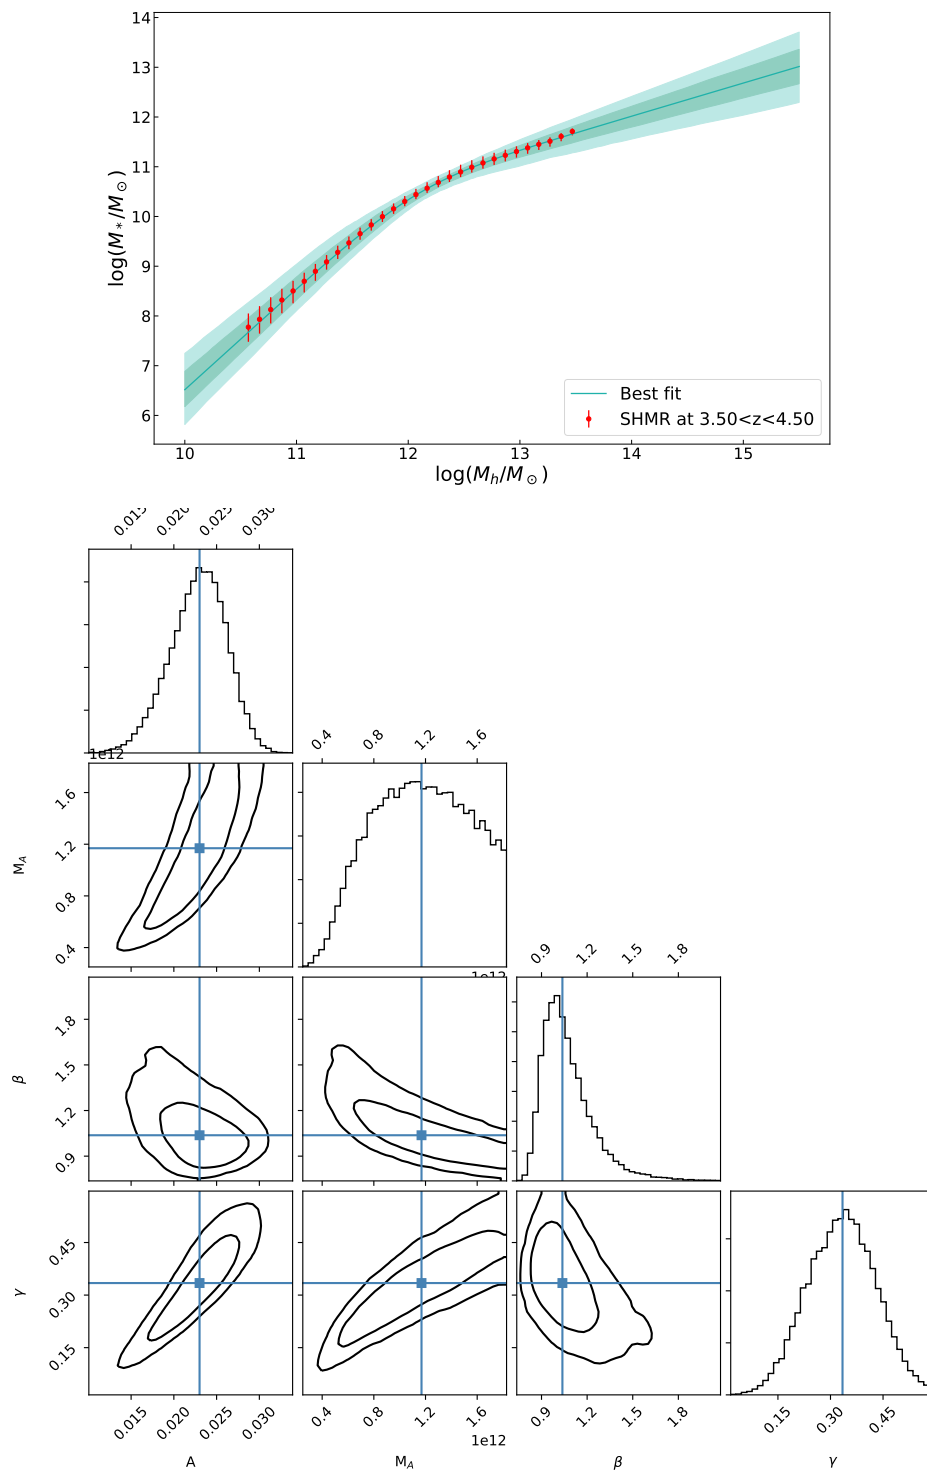 14
13
12
11
10
9
8
7
6
log(M*/M⊙)
Best fit
SHMR at 3.50<z<4.50
10 11 12 13 14 15
log(Mh/M⊙)
0.015 0.020 0.025 0.030
1e12
0.4 0.8 1.2 1.6
1.6
1.2
0.8
0.4
MA
1e12
0.9 1.2 1.5 1.8
1.8
1.5
1.2
0.9
β
0.45
0.30
0.15
γ
0.015 0.020 0.025 0.030
0.4 0.8 1.2 1.6
0.9 1.2 1.5 1.8
0.15 0.30 0.45
1e12
A MA β γ